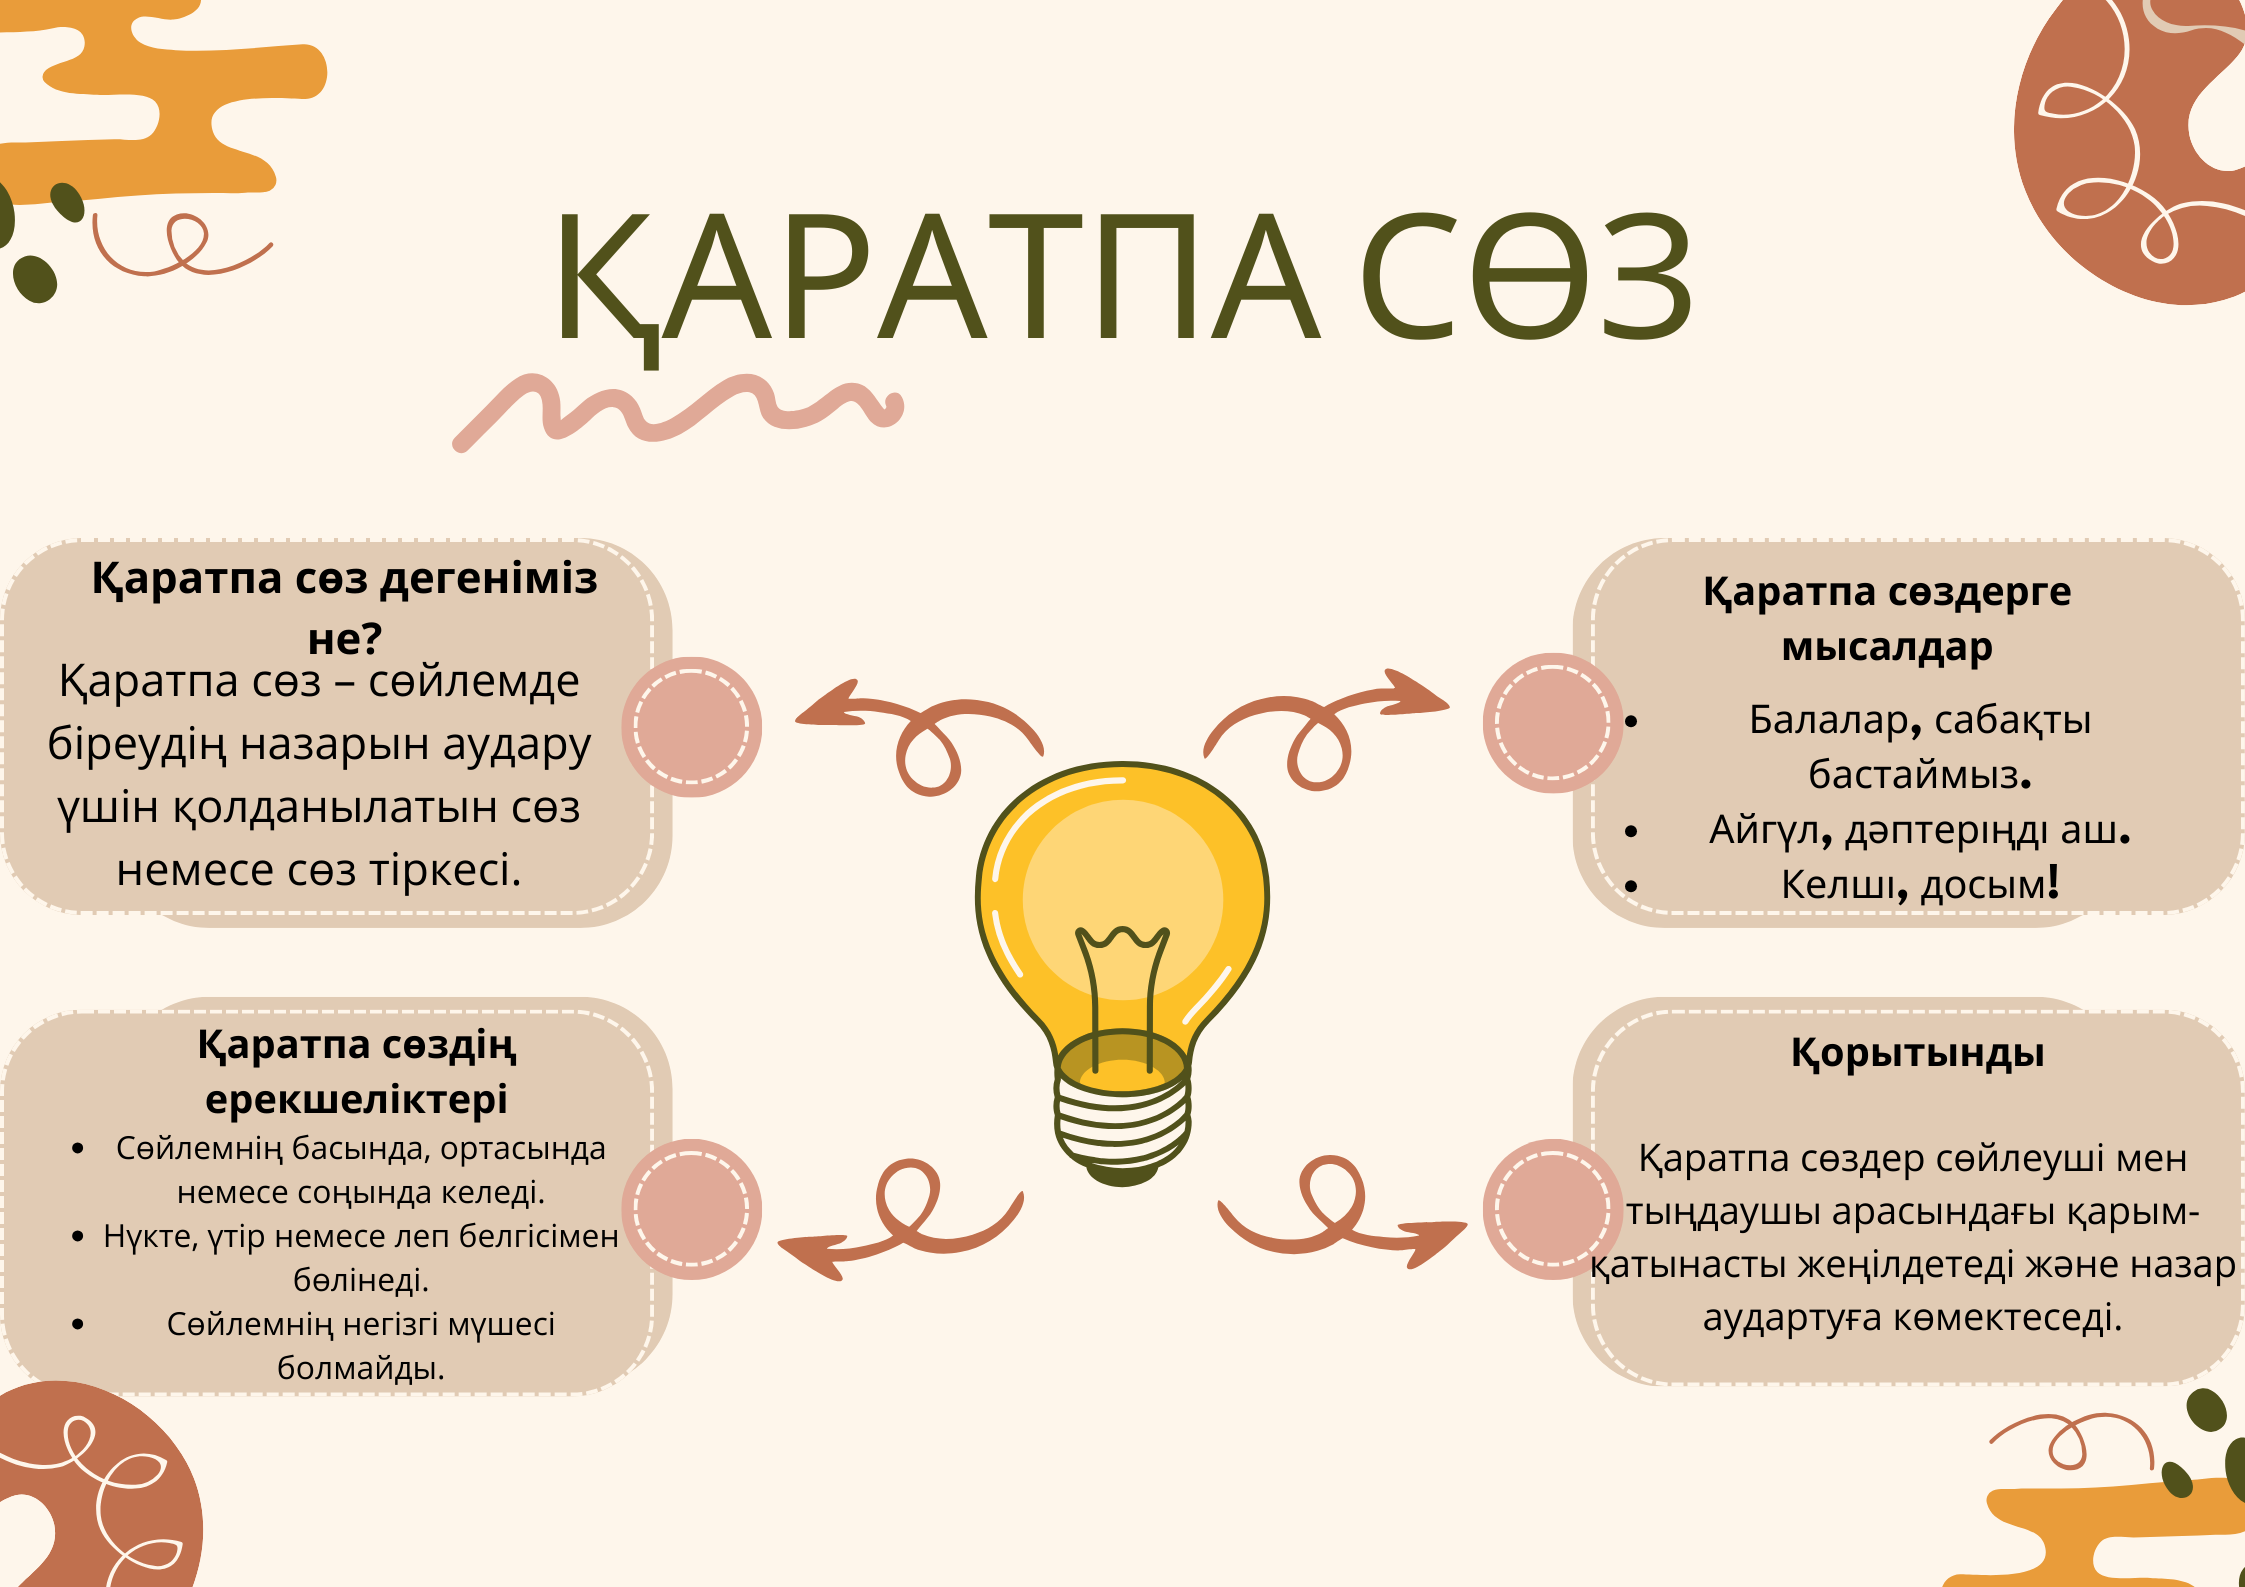 ҚАРАТПА СӨЗ
Қаратпа сөз дегеніміз
не?
Қаратпа сөз – сөйлемде
біреудің назарын аудару
үшін қолданылатын сөз
немесе сөз тіркесі.
Қаратпа сөздерге
мысалдар
• Балалар, сабақты
бастаймыз.
• Айгүл, дәптеріңді аш.
• Келші, досым!
Қаратпа сөздің
ерекшеліктері
• Сөйлемнің басында, ортасында
немесе соңында келеді.
• Нүкте, үтір немесе леп белгісімен
бөлінеді.
• Сөйлемнің негізгі мүшесі
болмайды.
Қорытынды
Қаратпа сөздер сөйлеуші мен
тыңдаушы арасындағы қарым-
қатынасты жеңілдетеді және назар
аудартуға көмектеседі.